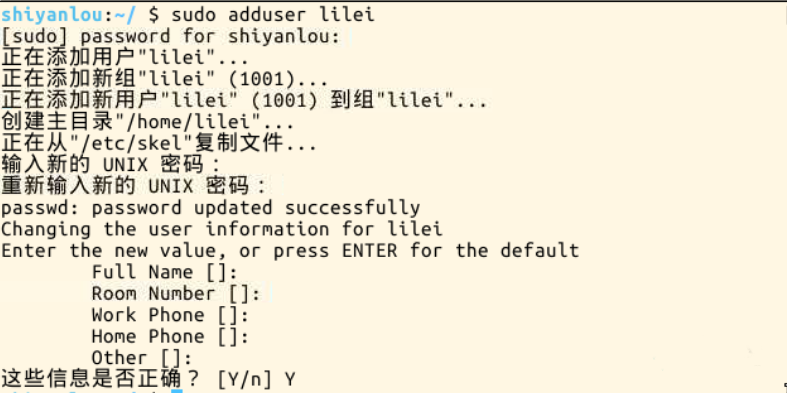 shiyanlou:~/ $ sudo adduser lilei
[sudo] password for shiyanlou:
正在添加用户"lilei"...
正在添加新组"lilei" (1001)...
正在添加新用户"lilei" (1001) 到组"lilei"...
创建主目录"/home/lilei"...
正在从"/etc/skel"复制文件...
输入新的 UNIX 密码：
重新输入新的 UNIX 密码：
passwd: password updated successfully
Changing the user information for lilei
Enter the new value, or press ENTER for the default
Full Name []:
Room Number []:
Work Phone []:
Home Phone []:
Other []:
这些信息是否正确？ [Y/n] Y